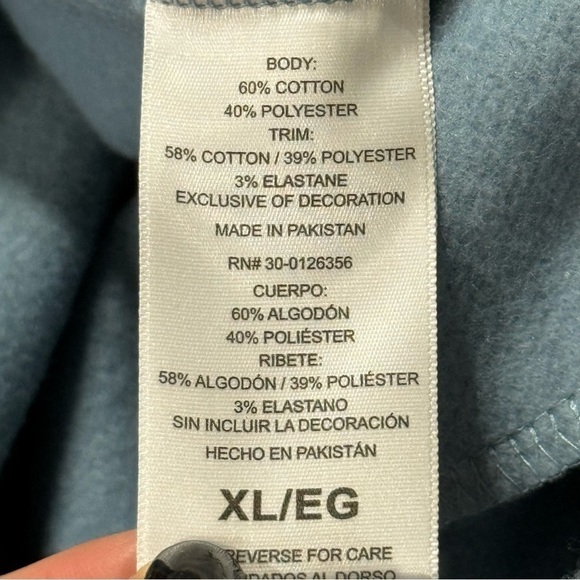 BODY:
60% COTTON
40% POLYESTER
TRIM:
58% COTTON / 39% POLYESTER
3% ELASTANE
EXCLUSIVE OF DECORATION
MADE IN PAKISTAN
RN# 30-0126356
CUERPO:
60% ALGODÓN
40% POLIÉSTER
RIBETE:
58% ALGODÓN / 39% POLIÉSTER
3% ELASTANO
SIN INCLUIR LA DECORACIÓN
HECHO EN PAKISTÁN
XL/EG
REVERSE FOR CARE
AL DORSO